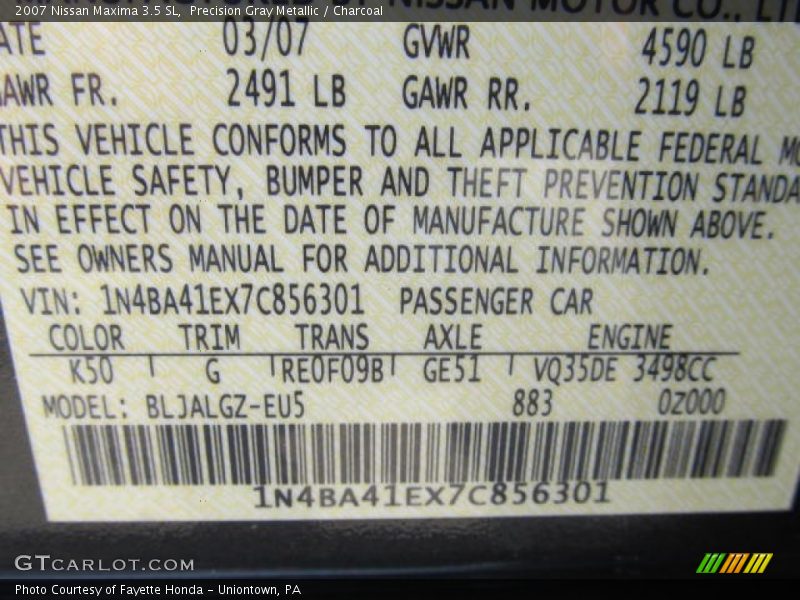 2007 Nissan Maxima 3.5 SL, Precision Gray Metallic / Charcoal
NISSAN MOTOR CO., LTD
ATE 03/07 GVWR 4590 LB
GAWR FR. 2491 LB GAWR RR. 2119 LB
THIS VEHICLE CONFORMS TO ALL APPLICABLE FEDERAL MO
VEHICLE SAFETY, BUMPER AND THEFT PREVENTION STANDA
IN EFFECT ON THE DATE OF MANUFACTURE SHOWN ABOVE.
SEE OWNERS MANUAL FOR ADDITIONAL INFORMATION.
VIN: 1N4BA41EX7C856301 PASSENGER CAR
COLOR TRIM TRANS AXLE ENGINE
K50 G RE0F09B GE51 VQ35DE 3498CC
MODEL: BLJALGZ-EU5 883 0Z000
1N4BA41EX7C856301
GTCARLOT.COM
Photo Courtesy of Fayette Honda - Uniontown, PA